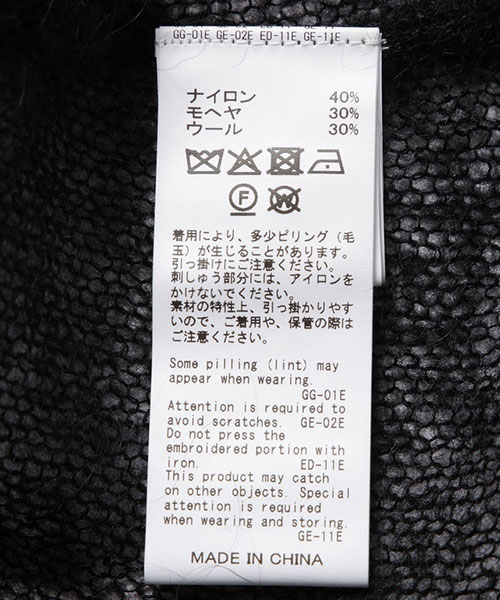 GG-01E GE-02E ED-11E GE-11E
ナイロン 40%
モヘヤ 30%
ウール 30%
F W
着用により、多少ピリング(毛
玉)が生じることがあります。
引っ掛けにご注意ください。
刺しゅう部分には、アイロンを
かけないでください。
素材の特性上、引っ掛かりやす
いので、ご着用や、保管の際は
ご注意ください。
Some pilling (lint) may
appear when wearing.
GG-01E
Attention is required to
avoid scratches. GE-02E
Do not press the
embroidered portion with
iron. ED-11E
This product may catch
on other objects. Special
attention is required
when wearing and storing.
GE-11E
MADE IN CHINA